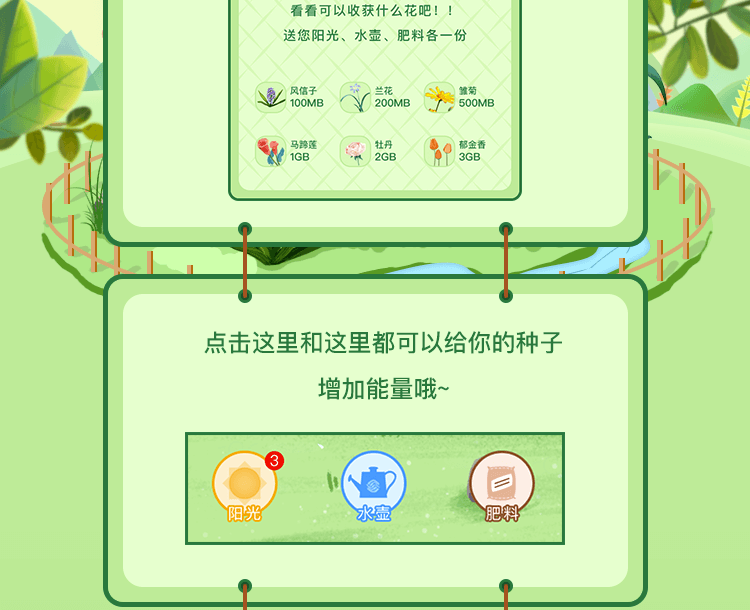 看看可以收获什么花吧！！
送您阳光、水壶、肥料各一份
风信子 兰花 雏菊
100MB 200MB 500MB
马蹄莲 牡丹 郁金香
1GB 2GB 3GB
点击这里和这里都可以给你的种子
增加能量哦~
3
阳光 水壶 肥料